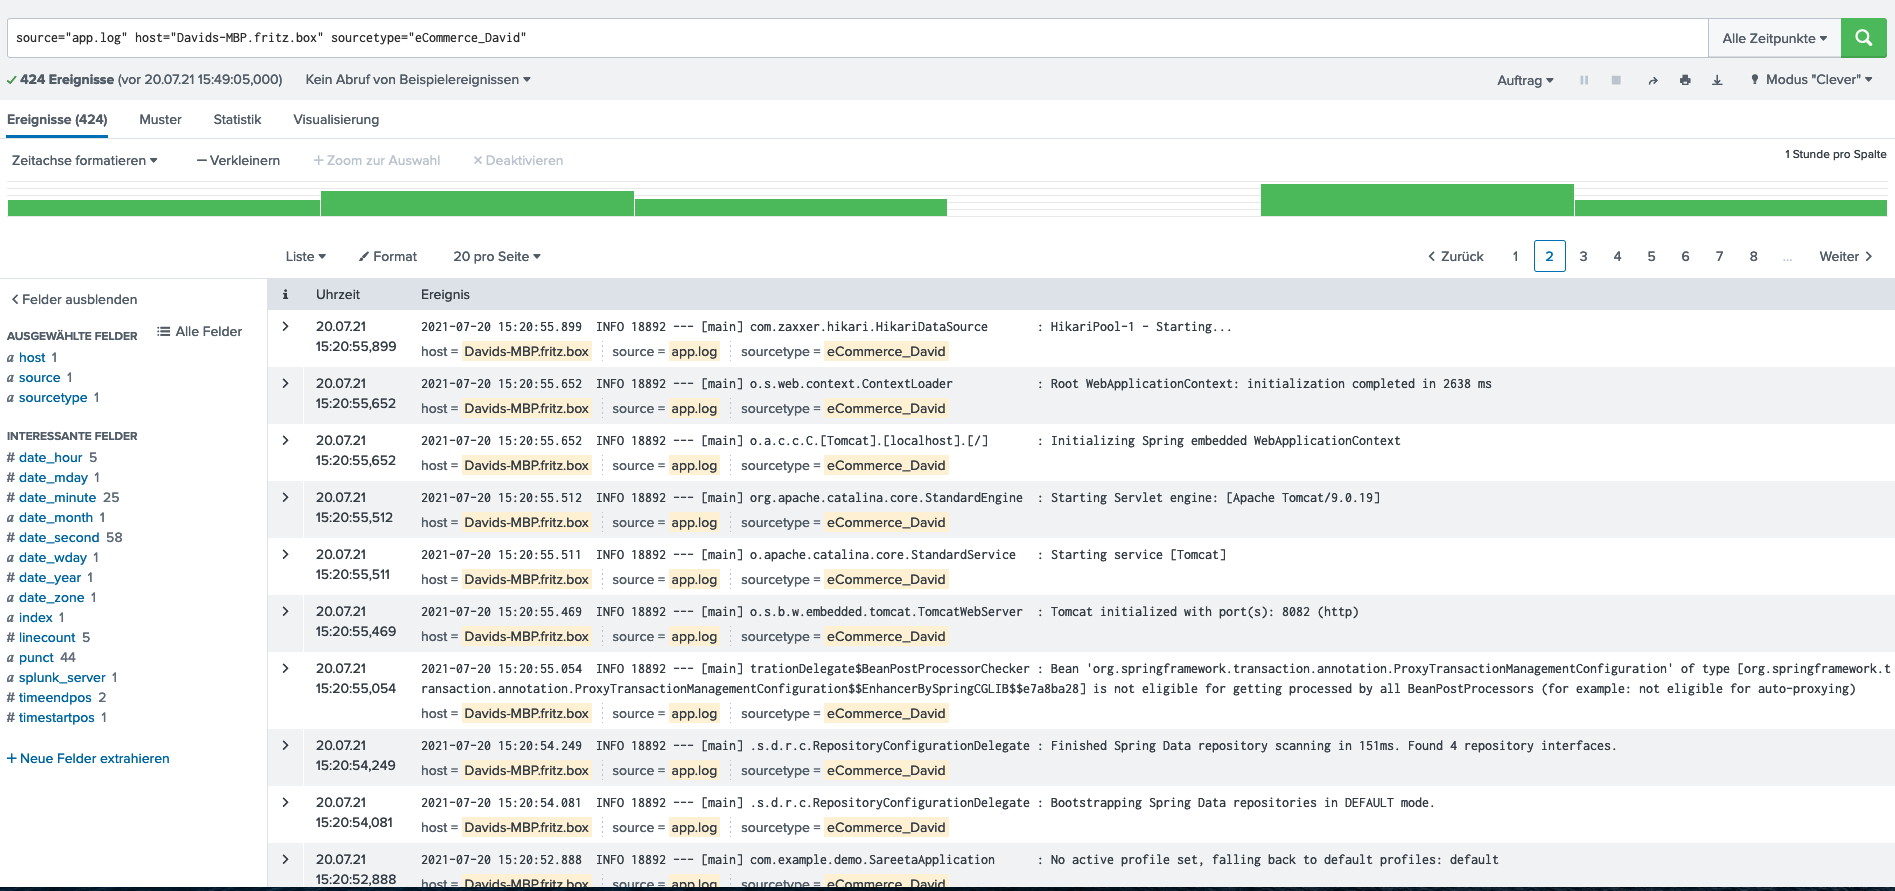 source="app.log" host="Davids-MBP.fritz.box" sourcetype="eCommerce_David"
Alle Zeitpunkte
424 Ereignisse (vor 20.07.21 15:49:05,000) Kein Abruf von Beispielereignissen
Auftrag Modus "Clever"
Ereignisse (424) Muster Statistik Visualisierung
Zeitachse formatieren — Verkleinern + Zoom zur Auswahl × Deaktivieren
1 Stunde pro Spalte
Liste Format 20 pro Seite
< Zurück 1 2 3 4 5 6 7 8 ... Weiter >
< Felder ausblenden
AUSGEWÄHLTE FELDER Alle Felder
a host 1
a source 1
a sourcetype 1
INTERESSANTE FELDER
# date_hour 5
# date_mday 1
# date_minute 25
a date_month 1
# date_second 58
a date_wday 1
# date_year 1
a date_zone 1
a index 1
# linecount 5
a punct 44
a splunk_server 1
# timeendpos 2
# timestartpos 1
+ Neue Felder extrahieren
i Uhrzeit Ereignis
20.07.21
15:20:55,899
2021-07-20 15:20:55.899 INFO 18892 --- [main] com.zaxxer.hikari.HikariDataSource : HikariPool-1 - Starting...
host = Davids-MBP.fritz.box source = app.log sourcetype = eCommerce_David
20.07.21
15:20:55,652
2021-07-20 15:20:55.652 INFO 18892 --- [main] o.s.web.context.ContextLoader : Root WebApplicationContext: initialization completed in 2638 ms
host = Davids-MBP.fritz.box source = app.log sourcetype = eCommerce_David
20.07.21
15:20:55,652
2021-07-20 15:20:55.652 INFO 18892 --- [main] o.a.c.c.C.[Tomcat].[localhost].[/] : Initializing Spring embedded WebApplicationContext
host = Davids-MBP.fritz.box source = app.log sourcetype = eCommerce_David
20.07.21
15:20:55,512
2021-07-20 15:20:55.512 INFO 18892 --- [main] org.apache.catalina.core.StandardEngine : Starting Servlet engine: [Apache Tomcat/9.0.19]
host = Davids-MBP.fritz.box source = app.log sourcetype = eCommerce_David
20.07.21
15:20:55,511
2021-07-20 15:20:55.511 INFO 18892 --- [main] o.apache.catalina.core.StandardService : Starting service [Tomcat]
host = Davids-MBP.fritz.box source = app.log sourcetype = eCommerce_David
20.07.21
15:20:55,469
2021-07-20 15:20:55.469 INFO 18892 --- [main] o.s.b.w.embedded.tomcat.TomcatWebServer : Tomcat initialized with port(s): 8082 (http)
host = Davids-MBP.fritz.box source = app.log sourcetype = eCommerce_David
20.07.21
15:20:55,054
2021-07-20 15:20:55.054 INFO 18892 --- [main] trationDelegate$BeanPostProcessorChecker : Bean 'org.springframework.transaction.annotation.ProxyTransactionManagementConfiguration' of type [org.springframework.t
ransaction.annotation.ProxyTransactionManagementConfiguration$$EnhancerBySpringCGLIB$$e7a8ba28] is not eligible for getting processed by all BeanPostProcessors (for example: not eligible for auto-proxying)
host = Davids-MBP.fritz.box source = app.log sourcetype = eCommerce_David
20.07.21
15:20:54,249
2021-07-20 15:20:54.249 INFO 18892 --- [main] .s.d.r.c.RepositoryConfigurationDelegate : Finished Spring Data repository scanning in 151ms. Found 4 repository interfaces.
host = Davids-MBP.fritz.box source = app.log sourcetype = eCommerce_David
20.07.21
15:20:54,081
2021-07-20 15:20:54.081 INFO 18892 --- [main] .s.d.r.c.RepositoryConfigurationDelegate : Bootstrapping Spring Data repositories in DEFAULT mode.
host = Davids-MBP.fritz.box source = app.log sourcetype = eCommerce_David
20.07.21
15:20:52,888
2021-07-20 15:20:52.888 INFO 18892 --- [main] com.example.demo.SareetaApplication : No active profile set, falling back to default profiles: default
host = Davids-MBP.fritz.box source = app.log sourcetype = eCommerce_David